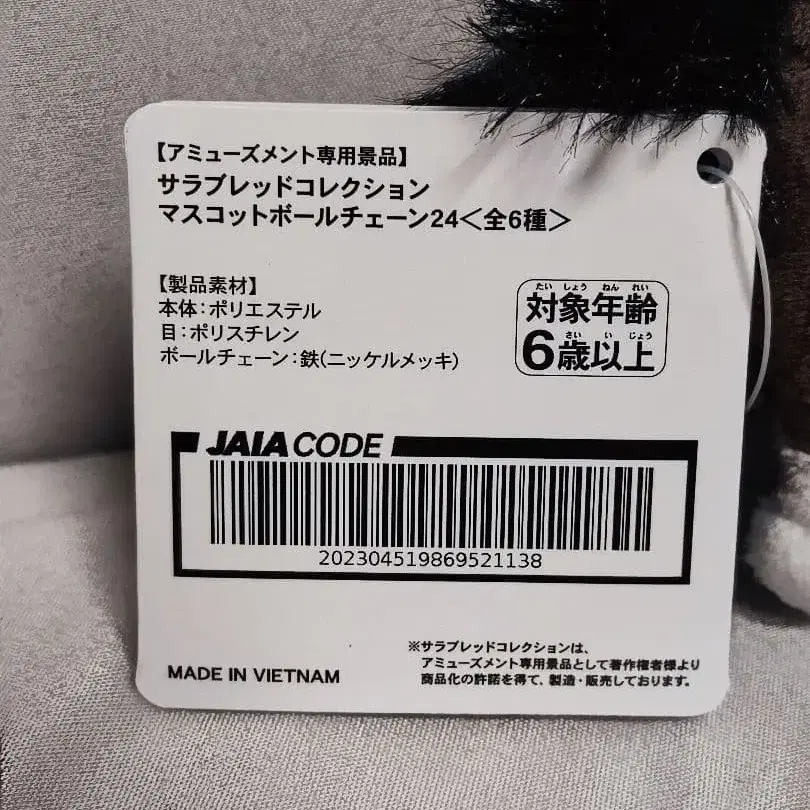 【アミューズメント専用景品】
サラブレッドコレクション
マスコットボールチェーン24＜全6種＞
【製品素材】
本体：ポリエステル
目：ポリスチレン
ボールチェーン：鉄(ニッケルメッキ)
たい しょう ねん れい
対象年齢
さい い じょう
6歳以上
JAIA CODE
202304519869521138
MADE IN VIETNAM
※サラブレッドコレクションは、
アミューズメント専用景品として著作権者様より
商品化の許諾を得て、製造・販売しております。